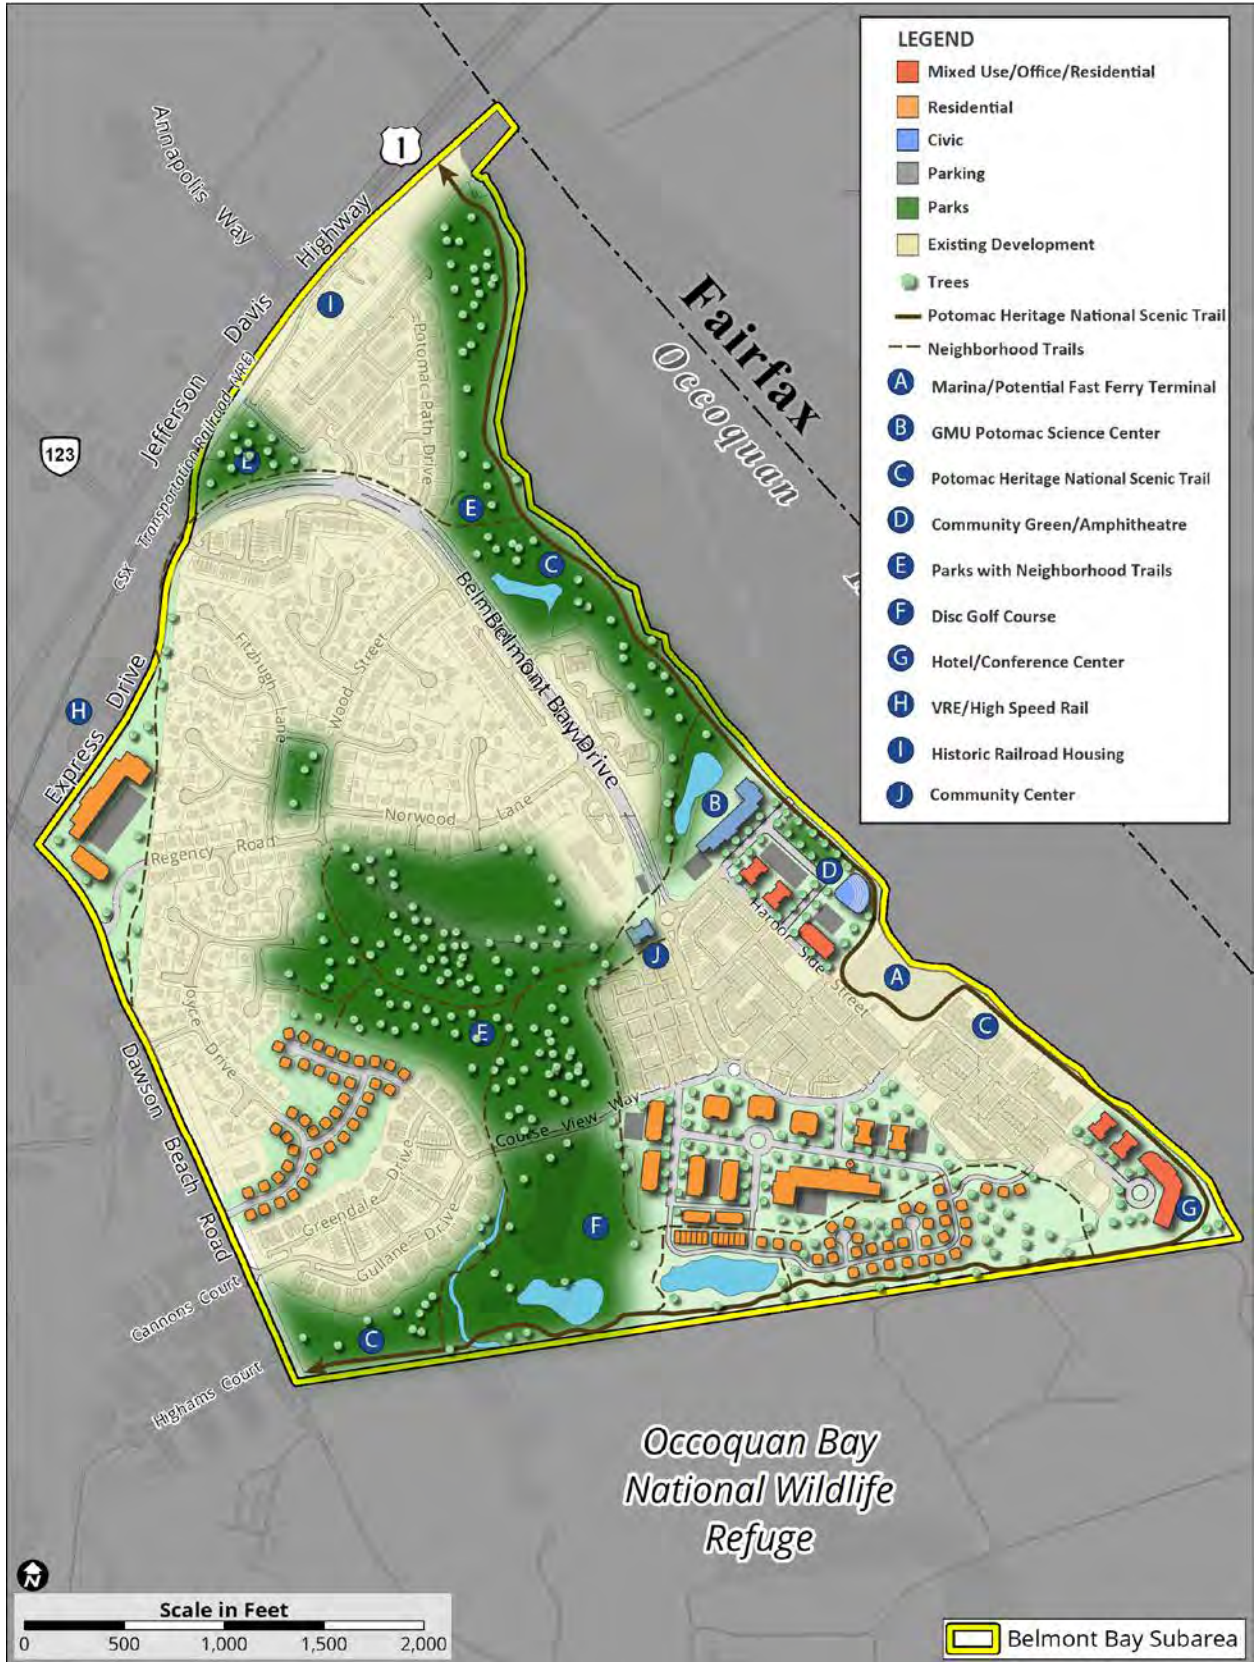 LEGEND
Mixed Use/Office/Residential
Residential
Civic
Parking
Parks
Existing Development
Trees
Potomac Heritage National Scenic Trail
Neighborhood Trails
A Marina/Potential Fast Ferry Terminal
B GMU Potomac Science Center
C Potomac Heritage National Scenic Trail
D Community Green/Amphitheatre
E Parks with Neighborhood Trails
F Disc Golf Course
G Hotel/Conference Center
H VRE/High Speed Rail
I Historic Railroad Housing
J Community Center
1
Annapolis Way
Jefferson Davis Highway
I
Fairfax
Occoquan
Potomac Path Drive
CSX Transportation Railroad (VRE)
123
E
E
C
Belmont Bay Drive
Belmont Bay Drive
Fitzhugh Lane
Wood Street
H
Express Drive
Norwood Lane
Regency Road
B
D
Harbor Side Street
J
A
C
Joyce Drive
E
Dawson Beach Road
Course View Way
Greendale Drive
Gullane Drive
F
G
Cannons Court
C
Highams Court
Occoquan Bay
National Wildlife
Refuge
N
Scale in Feet
0 500 1,000 1,500 2,000
Belmont Bay Subarea